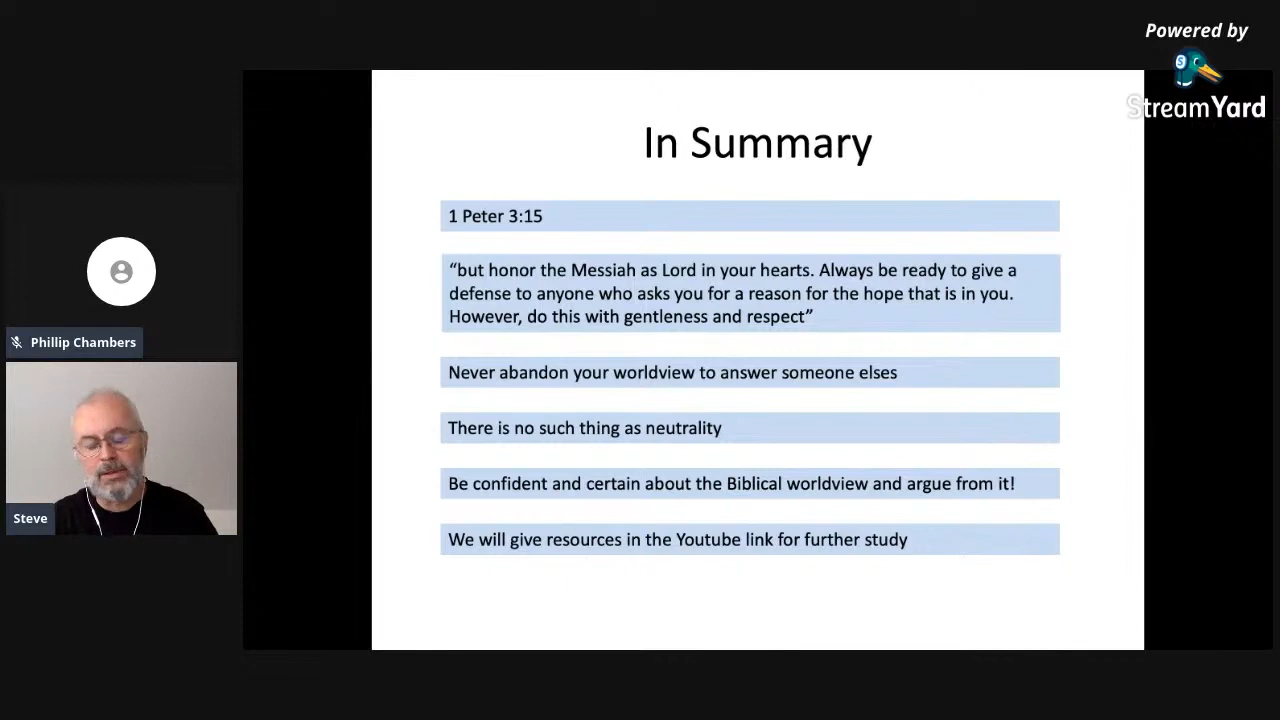 Powered by
StreamYard
In Summary
1 Peter 3:15
“but honor the Messiah as Lord in your hearts. Always be ready to give a
defense to anyone who asks you for a reason for the hope that is in you.
However, do this with gentleness and respect”
Never abandon your worldview to answer someone elses
There is no such thing as neutrality
Be confident and certain about the Biblical worldview and argue from it!
We will give resources in the Youtube link for further study
Phillip Chambers
Steve